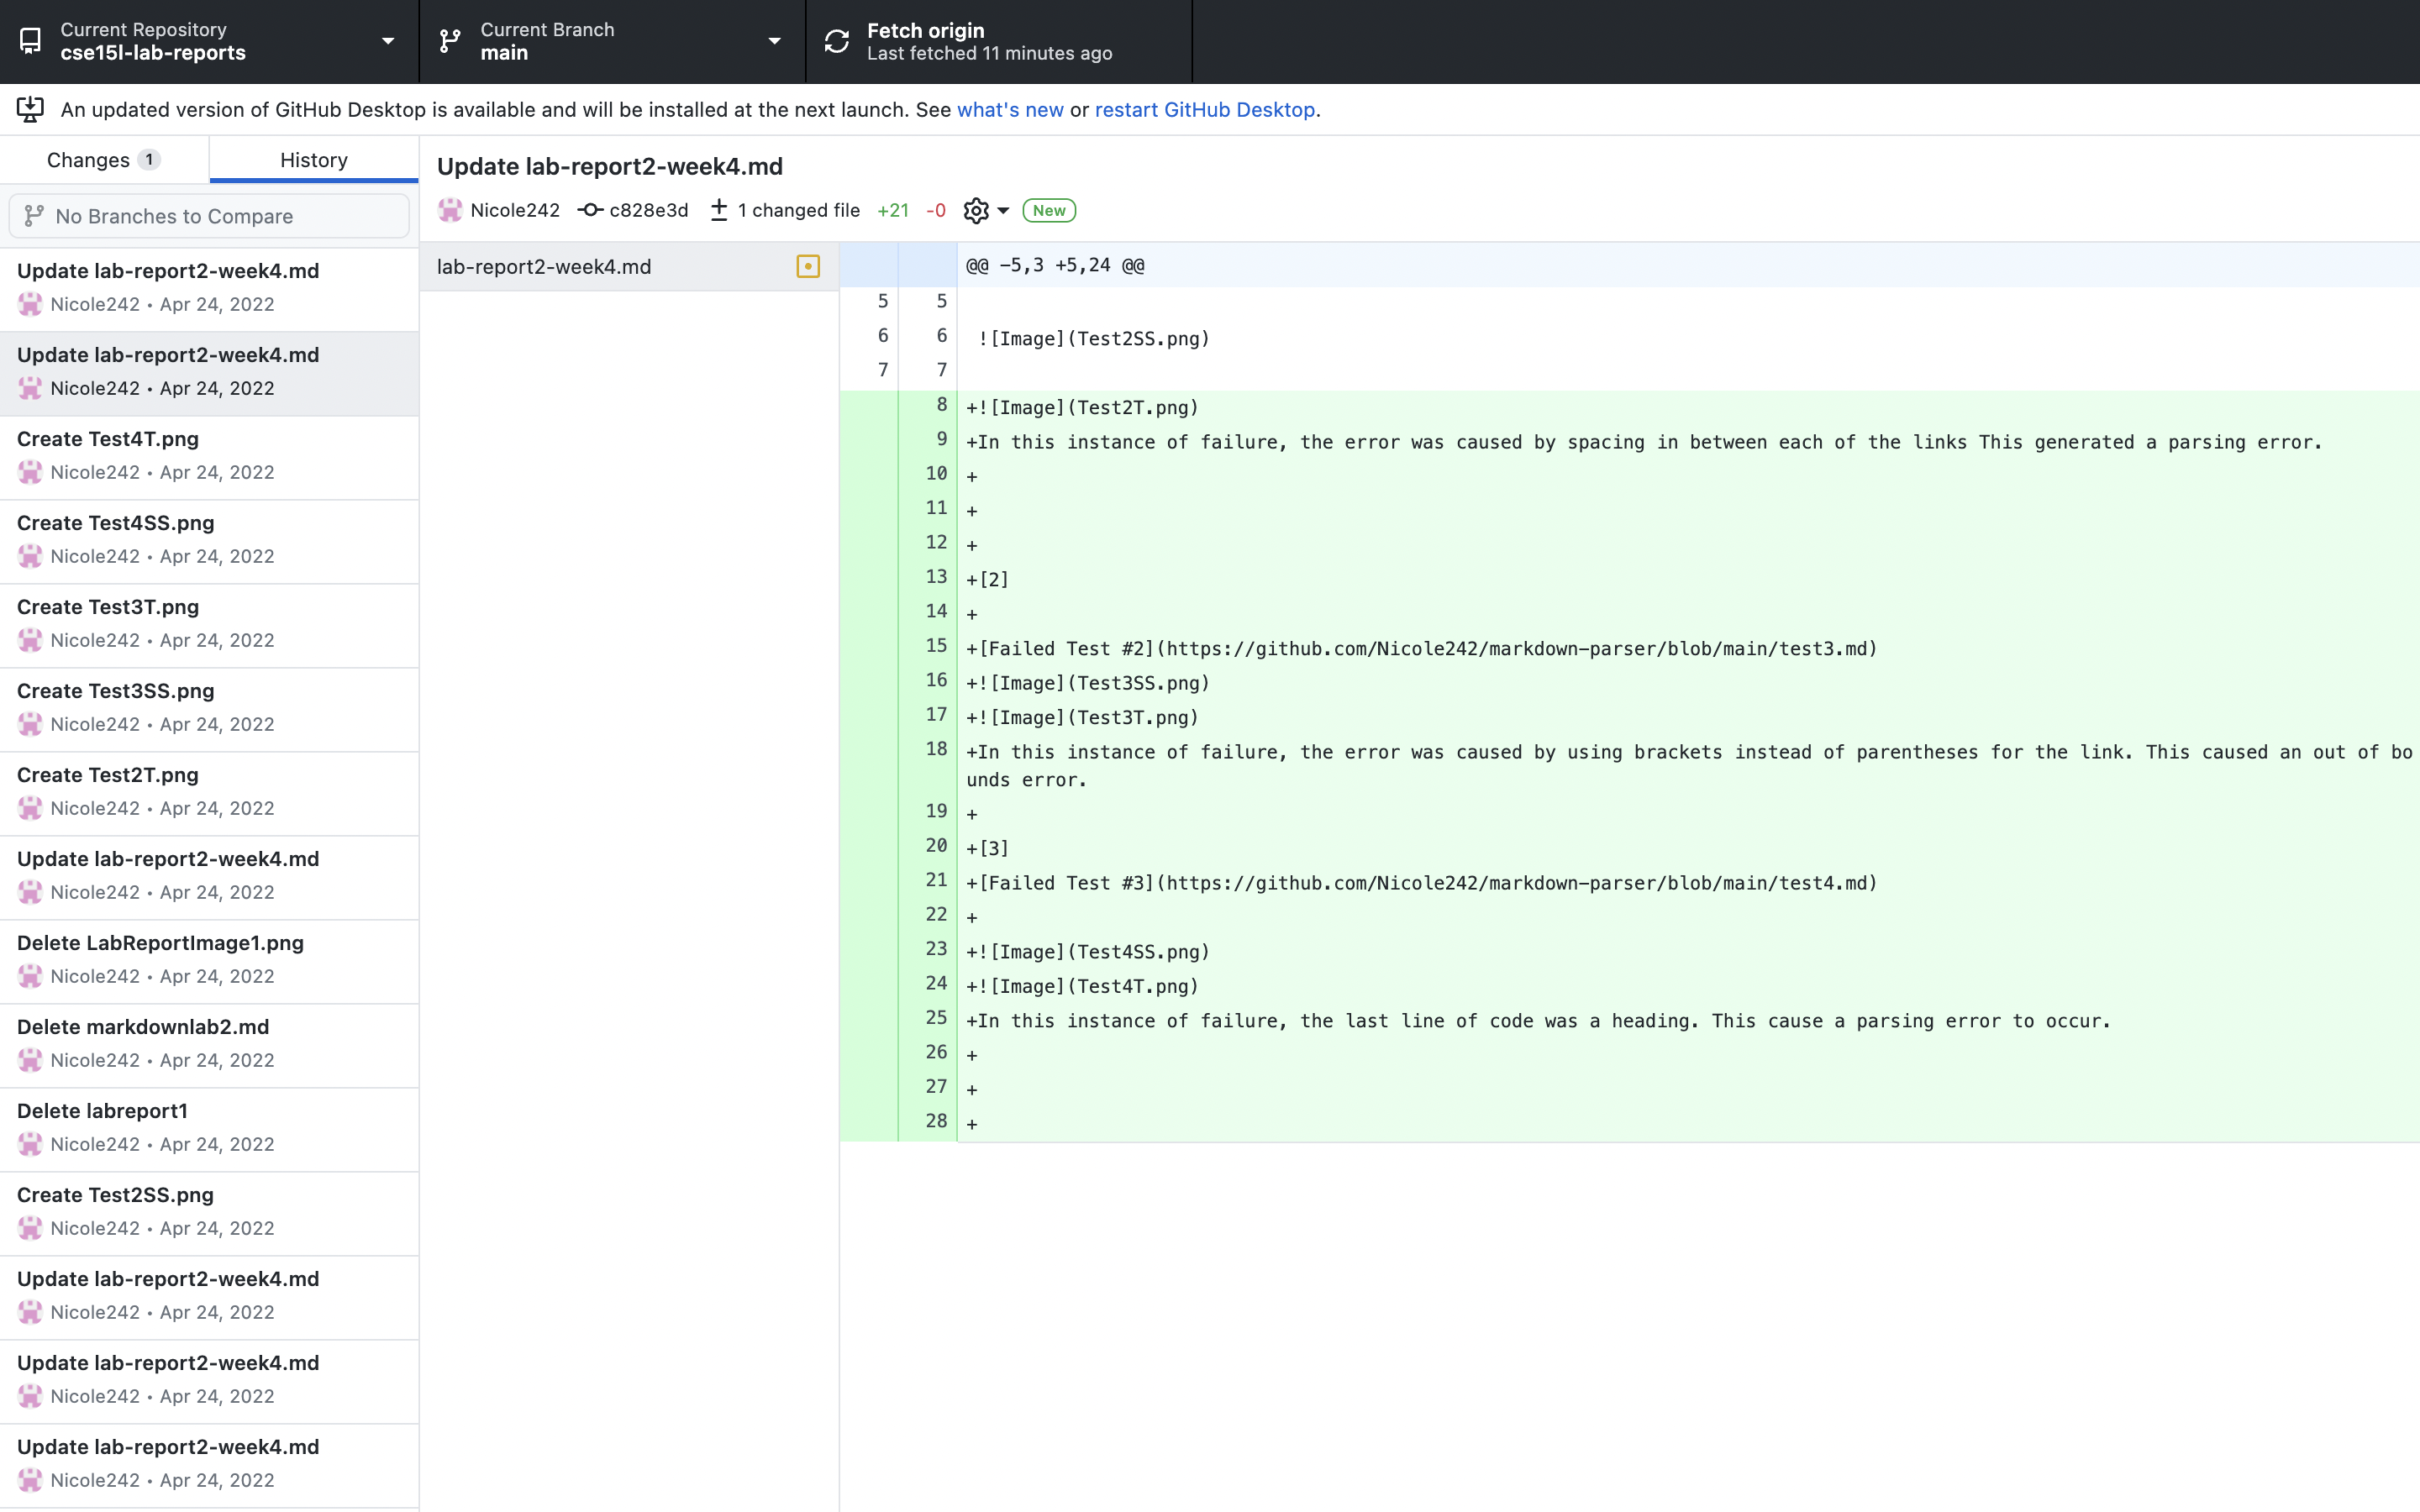 Current Repository
cse15l-lab-reports
Current Branch
main
Fetch origin
Last fetched 11 minutes ago
An updated version of GitHub Desktop is available and will be installed at the next launch. See what's new or restart GitHub Desktop.
Changes 1
History
No Branches to Compare
Update lab-report2-week4.md
Nicole242 • Apr 24, 2022
Update lab-report2-week4.md
Nicole242 • Apr 24, 2022
Create Test4T.png
Nicole242 • Apr 24, 2022
Create Test4SS.png
Nicole242 • Apr 24, 2022
Create Test3T.png
Nicole242 • Apr 24, 2022
Create Test3SS.png
Nicole242 • Apr 24, 2022
Create Test2T.png
Nicole242 • Apr 24, 2022
Update lab-report2-week4.md
Nicole242 • Apr 24, 2022
Delete LabReportImage1.png
Nicole242 • Apr 24, 2022
Delete markdownlab2.md
Nicole242 • Apr 24, 2022
Delete labreport1
Nicole242 • Apr 24, 2022
Create Test2SS.png
Nicole242 • Apr 24, 2022
Update lab-report2-week4.md
Nicole242 • Apr 24, 2022
Update lab-report2-week4.md
Nicole242 • Apr 24, 2022
Update lab-report2-week4.md
Nicole242 • Apr 24, 2022
Update lab-report2-week4.md
Nicole242 c828e3d 1 changed file +21 -0 New
lab-report2-week4.md
@@ -5,3 +5,24 @@
5 5
6 6 ![Image](Test2SS.png)
7 7
8 +![Image](Test2T.png)
9 +In this instance of failure, the error was caused by spacing in between each of the links This generated a parsing error.
10 +
11 +
12 +
13 +[2]
14 +
15 +[Failed Test #2](https://github.com/Nicole242/markdown-parser/blob/main/test3.md)
16 +![Image](Test3SS.png)
17 +![Image](Test3T.png)
18 +In this instance of failure, the error was caused by using brackets instead of parentheses for the link. This caused an out of bo
unds error.
19 +
20 +[3]
21 +[Failed Test #3](https://github.com/Nicole242/markdown-parser/blob/main/test4.md)
22 +
23 +![Image](Test4SS.png)
24 +![Image](Test4T.png)
25 +In this instance of failure, the last line of code was a heading. This cause a parsing error to occur.
26 +
27 +
28 +